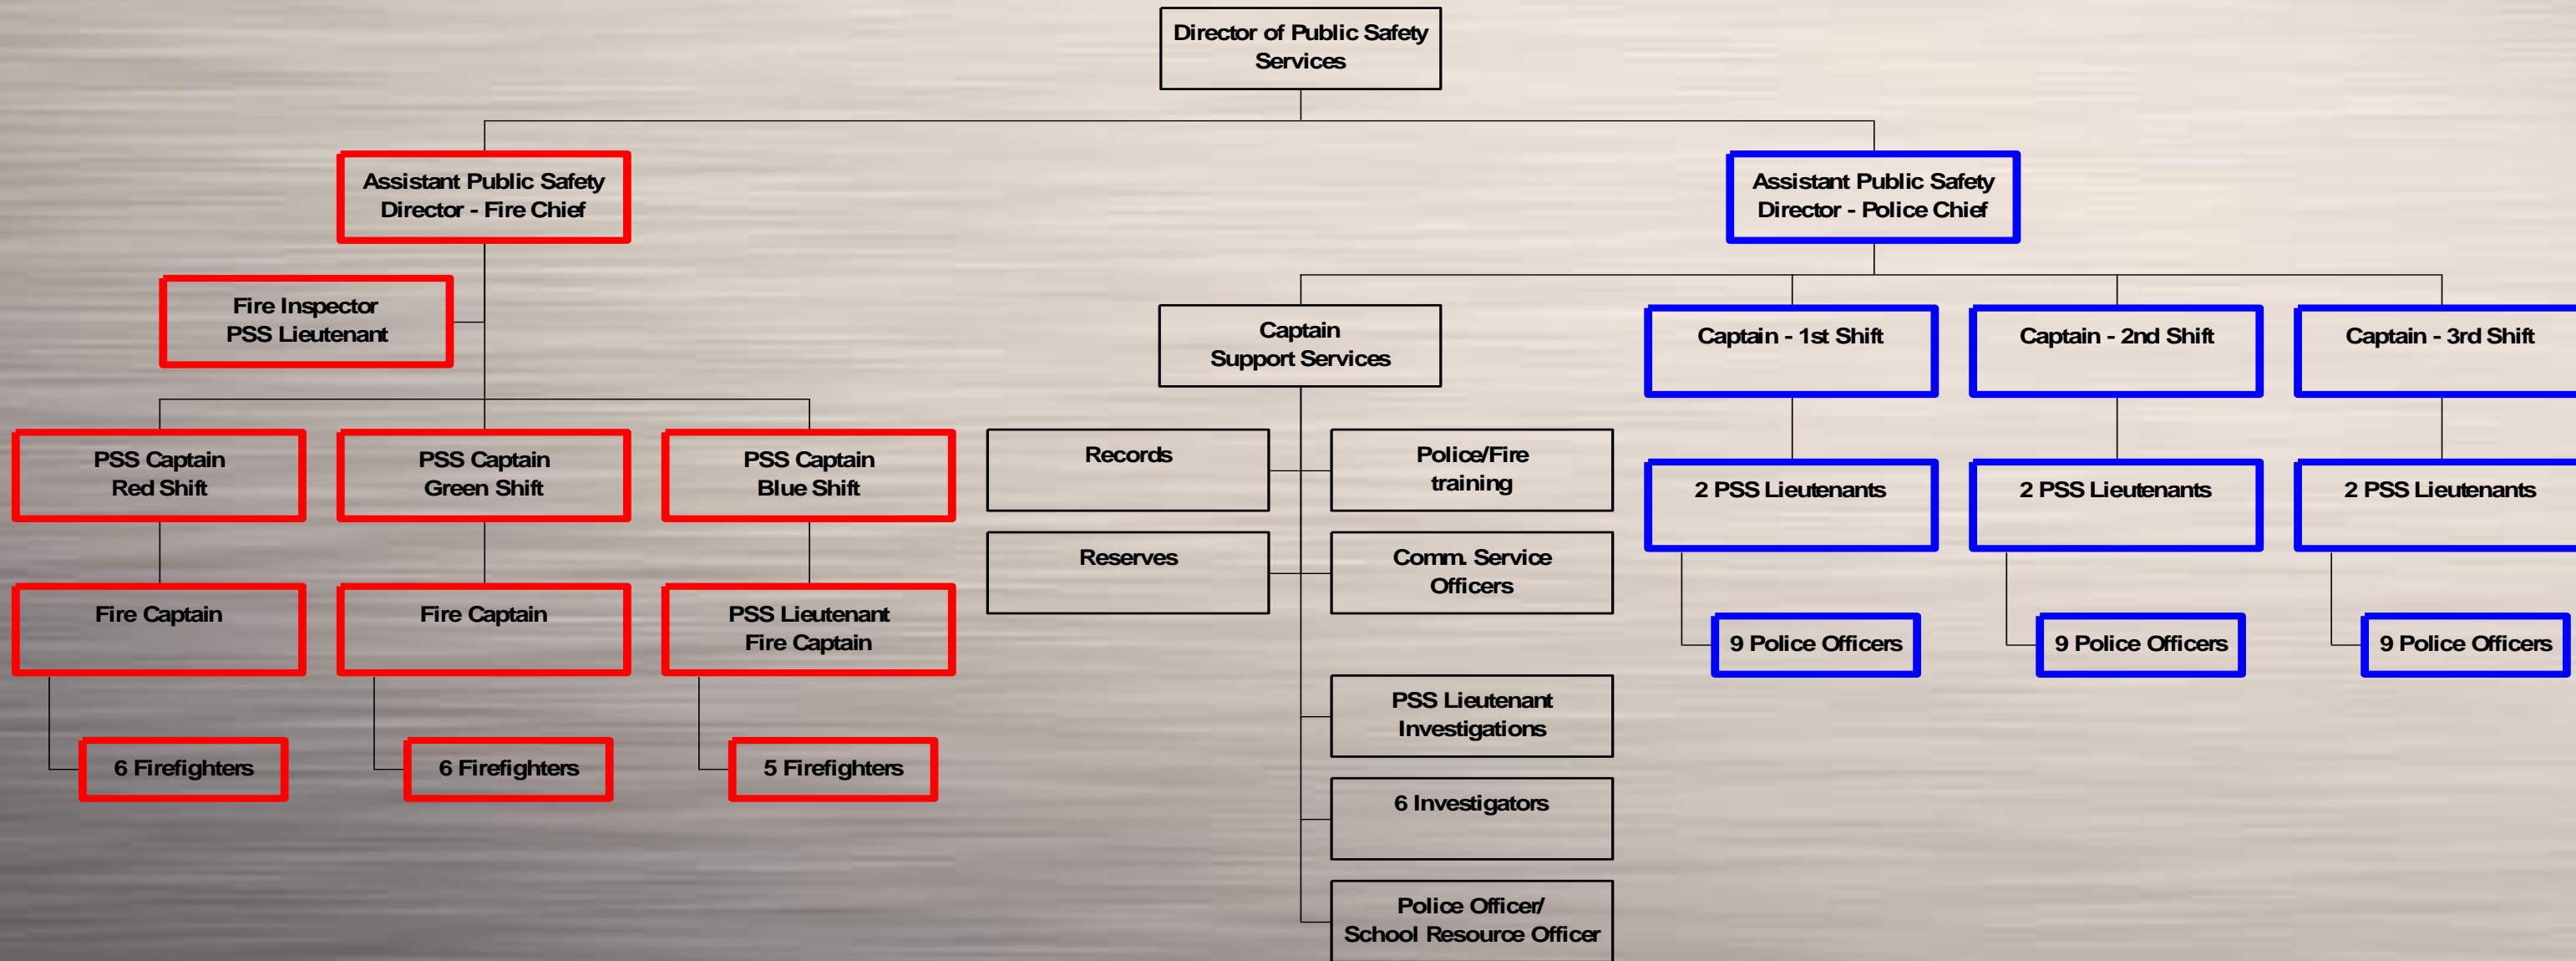 Director of Public Safety
Services
Assistant Public Safety
Director - Fire Chief
Assistant Public Safety
Director - Police Chief
Fire Inspector
PSS Lieutenant
Captain
Support Services
Captain - 1st Shift
Captain - 2nd Shift
Captain - 3rd Shift
PSS Captain
Red Shift
PSS Captain
Green Shift
PSS Captain
Blue Shift
Records
Police/Fire
training
2 PSS Lieutenants
2 PSS Lieutenants
2 PSS Lieutenants
Reserves
Comm. Service
Officers
Fire Captain
Fire Captain
PSS Lieutenant
Fire Captain
9 Police Officers
9 Police Officers
9 Police Officers
PSS Lieutenant
Investigations
6 Firefighters
6 Firefighters
5 Firefighters
6 Investigators
Police Officer/
School Resource Officer